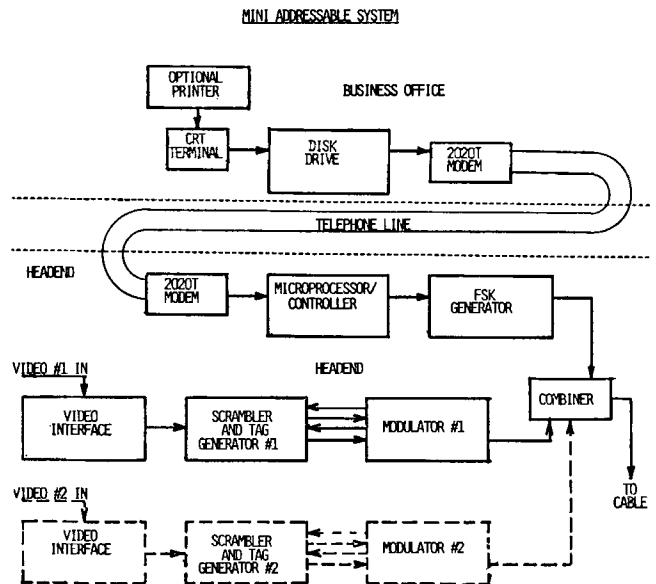 MINI ADDRESSABLE SYSTEM
OPTIONAL
PRINTER
BUSINESS OFFICE
CRT
TERMINAL
DISK
DRIVE
2020T
MODEM
TELEPHONE LINE
HEADEND
2020T
MODEM
MICROPROCESSOR/
CONTROLLER
FSK
GENERATOR
HEADEND
VIDEO #1 IN
VIDEO
INTERFACE
SCRAMBLER
AND TAG
GENERATOR #1
MODULATOR #1
COMBINER
TO
CABLE
VIDEO #2 IN
VIDEO
INTERFACE
SCRAMBLER
AND TAG
GENERATOR #2
MODULATOR #2